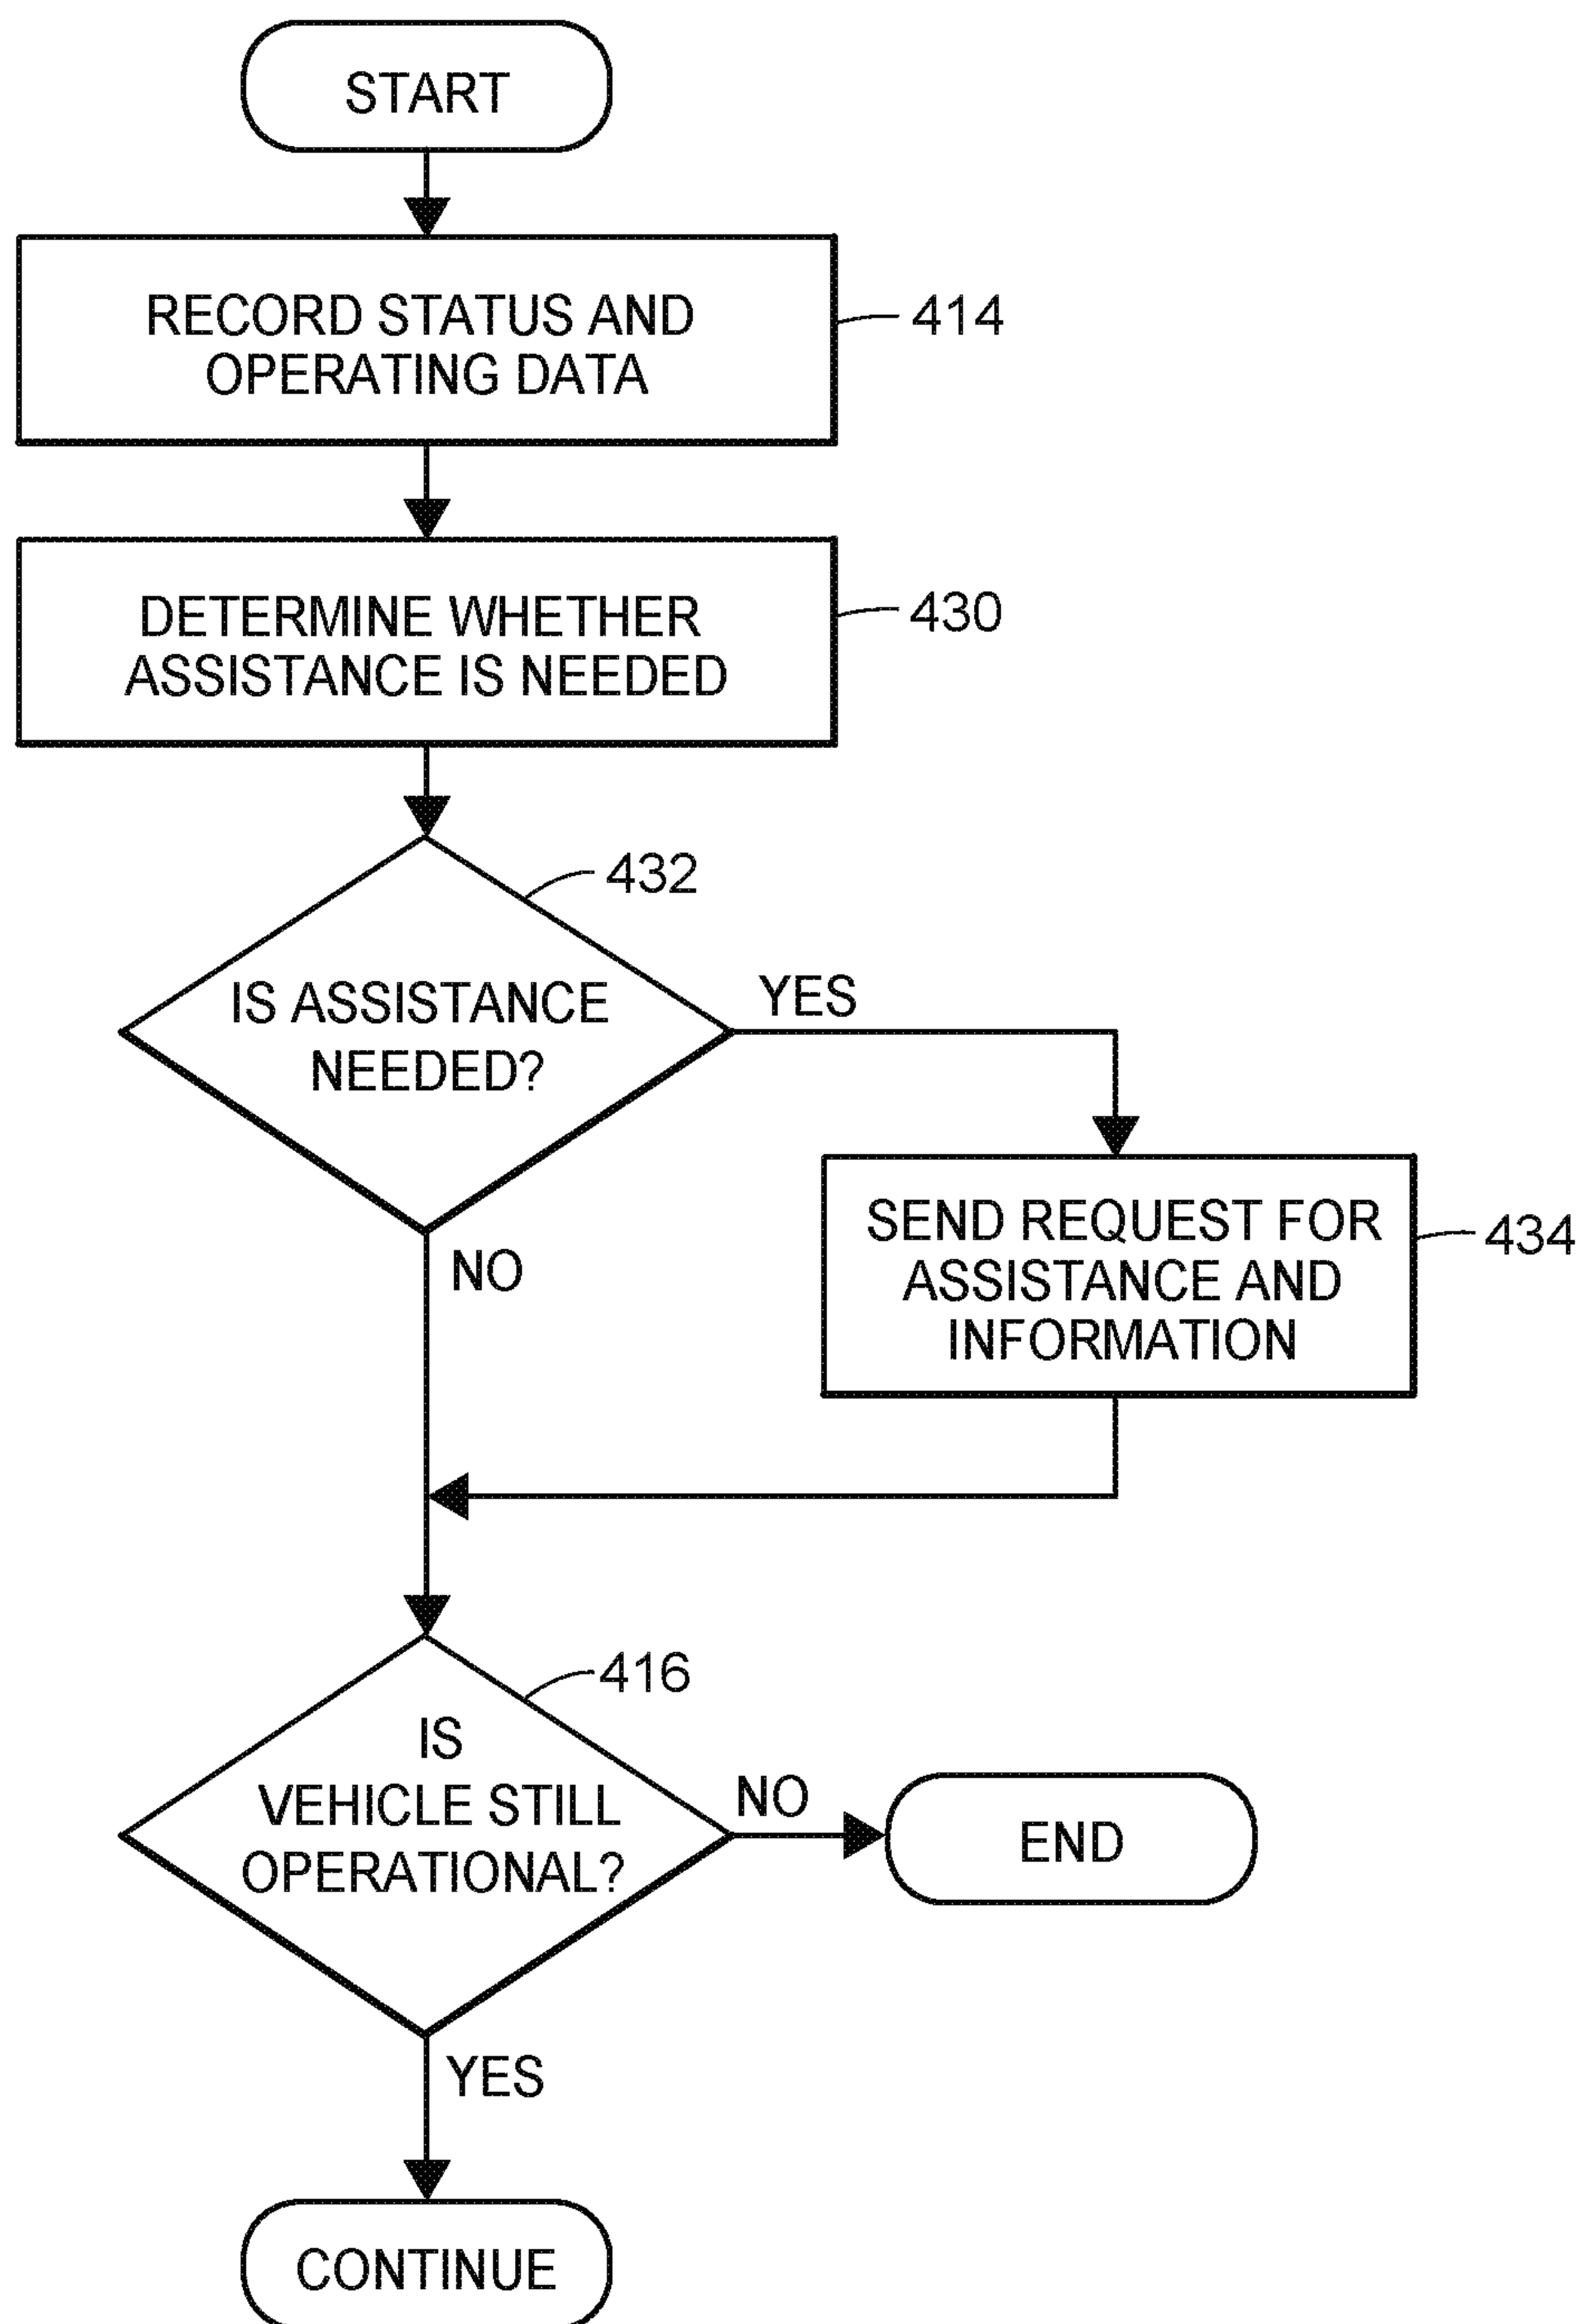 START
RECORD STATUS AND
OPERATING DATA
414
DETERMINE WHETHER
ASSISTANCE IS NEEDED
430
432
IS ASSISTANCE
NEEDED?
YES
NO
SEND REQUEST FOR
ASSISTANCE AND
INFORMATION
434
416
IS
VEHICLE STILL
OPERATIONAL?
NO
END
YES
CONTINUE